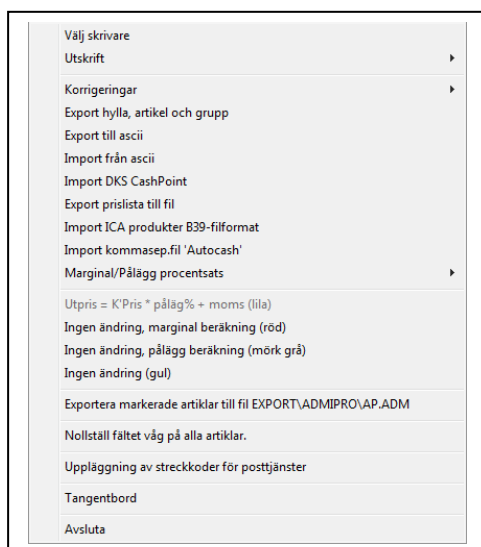 Välj skrivare
Utskrift
Korrigeringar
Export hylla, artikel och grupp
Export till ascii
Import från ascii
Import DKS CashPoint
Export prislista till fil
Import ICA produkter B39-filformat
Import kommasep.fil 'Autocash'
Marginal/Pålägg procentsats
Utpris = K'Pris * påläg% + moms (lila)
Ingen ändring, marginal beräkning (röd)
Ingen ändring, pålägg beräkning (mörk grå)
Ingen ändring (gul)
Exportera markerade artiklar till fil EXPORT\ADMIPRO\AP.ADM
Nollställ fältet våg på alla artiklar.
Uppläggning av streckkoder för posttjänster
Tangentbord
Avsluta